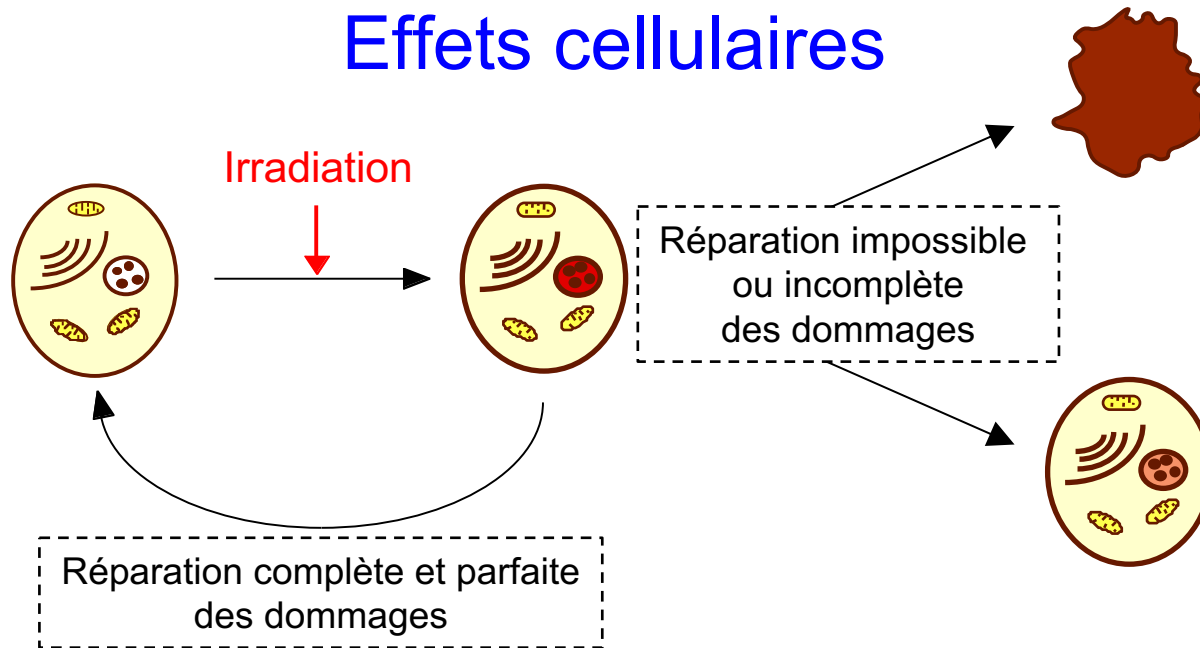 Effets cellulaires
Irradiation
Réparation impossible
ou incomplète
des dommages
Réparation complète et parfaite
des dommages